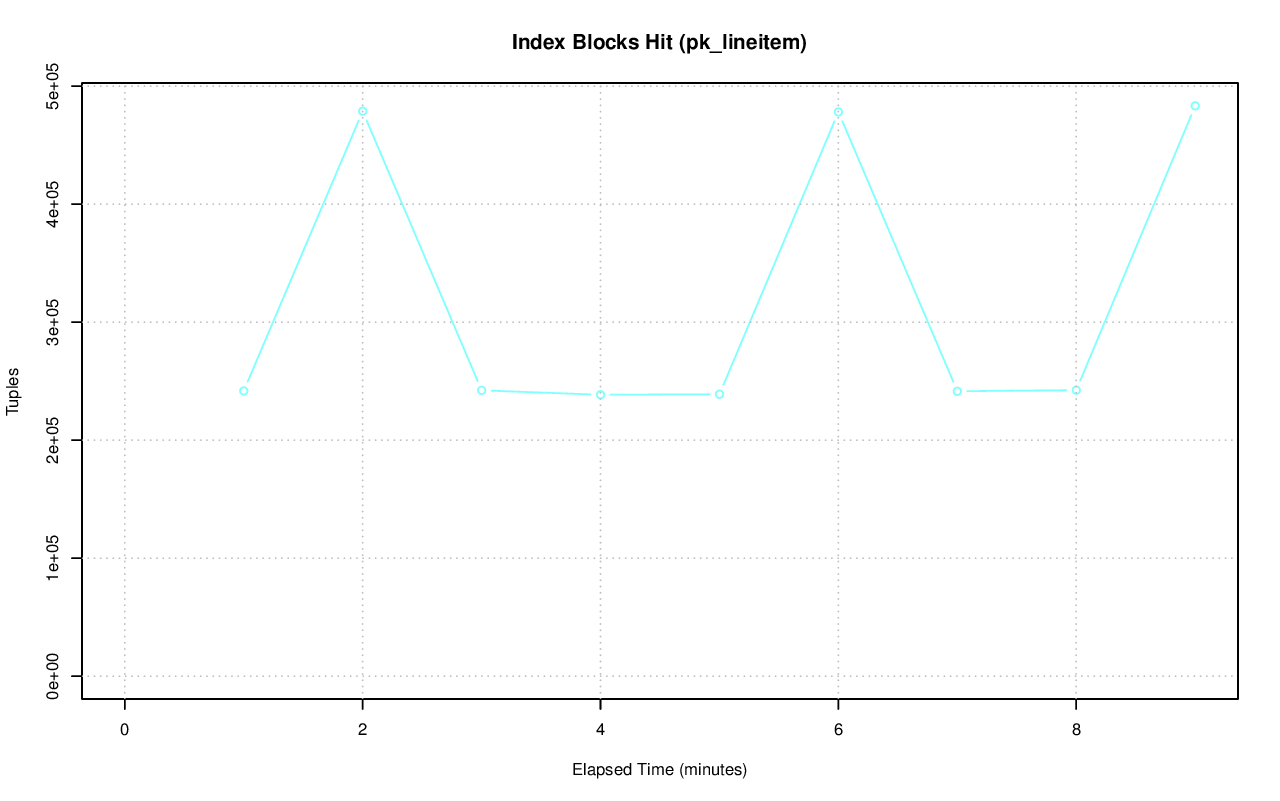 Index Blocks Hit (pk_lineitem)
5e+05
4e+05
3e+05
2e+05
1e+05
0e+00
Tuples
0 2 4 6 8
Elapsed Time (minutes)